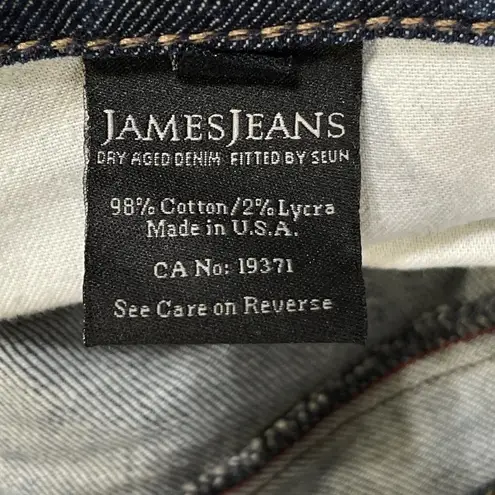 JAMESJEANS
DRY AGED DENIM FITTED BY SEUN
98% Cotton/2% Lycra
Made in U.S.A.
CA No: 19371
See Care on Reverse